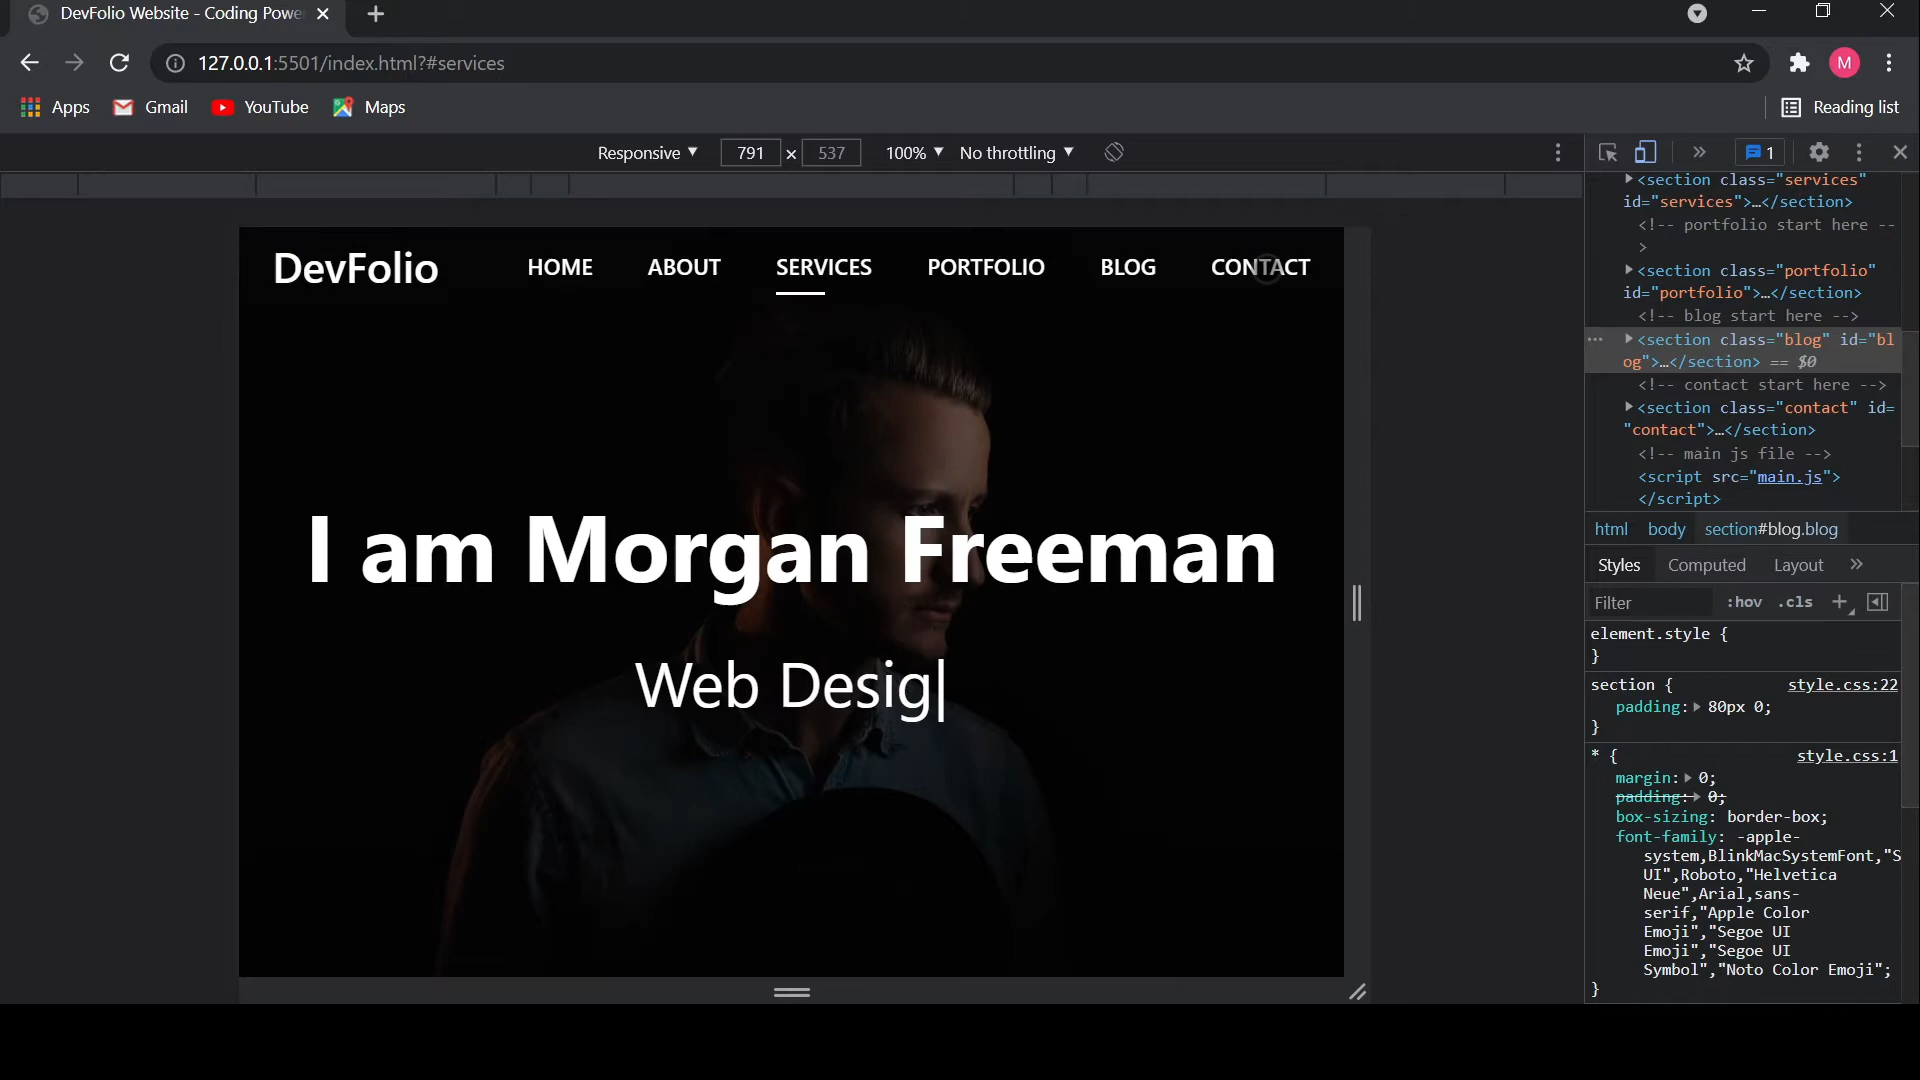 DevFolio Website - Coding Powe
127.0.0.1:5501/index.html?#services
M
Apps Gmail YouTube Maps Reading list
Responsive 791 x 537 100% No throttling 1
DevFolio HOME ABOUT SERVICES PORTFOLIO BLOG CONTACT
I am Morgan Freeman
Web Desig|
<section class="services"
id="services">…</section>
<!-- portfolio start here --
>
<section class="portfolio"
id="portfolio">…</section>
<!-- blog start here -->
<section class="blog" id="bl
og">…</section> == $0
<!-- contact start here -->
<section class="contact" id=
"contact">…</section>
<!-- main js file -->
<script src="main.js">
</script>
html body section#blog.blog
Styles Computed Layout »
Filter :hov .cls +
element.style {
}
section { style.css:22
padding: 80px 0;
}
* { style.css:1
margin: 0;
padding: 0;
box-sizing: border-box;
font-family: -apple-
system,BlinkMacSystemFont,"S
UI",Roboto,"Helvetica
Neue",Arial,sans-
serif,"Apple Color
Emoji","Segoe UI
Emoji","Segoe UI
Symbol","Noto Color Emoji";
}